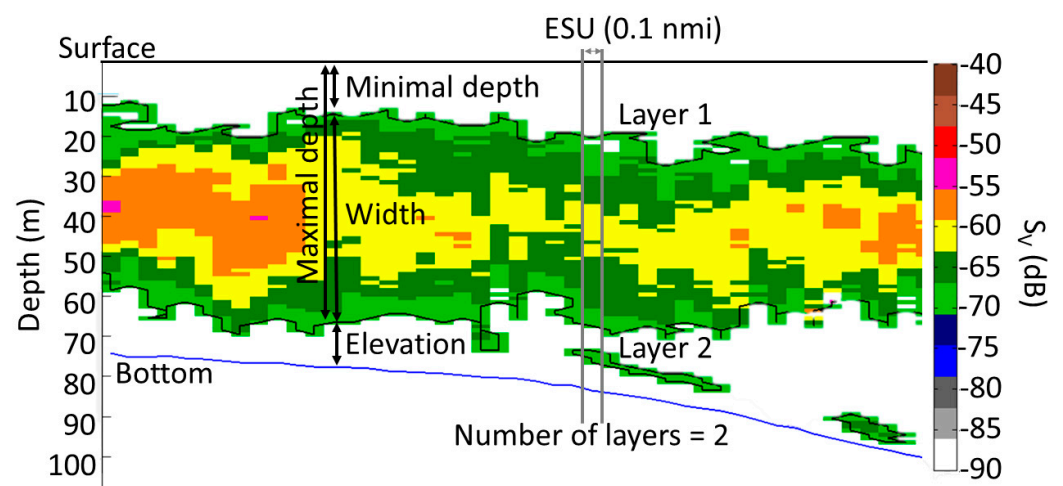 ESU (0.1 nmi)
Surface
Minimal depth
Layer 1
Maximal depth
Width
Elevation
Layer 2
Bottom
Number of layers = 2
Depth (m)
10
20
30
40
50
60
70
80
90
100
-40
-45
-50
-55
-60
-65
-70
-75
-80
-85
-90
Sv (dB)